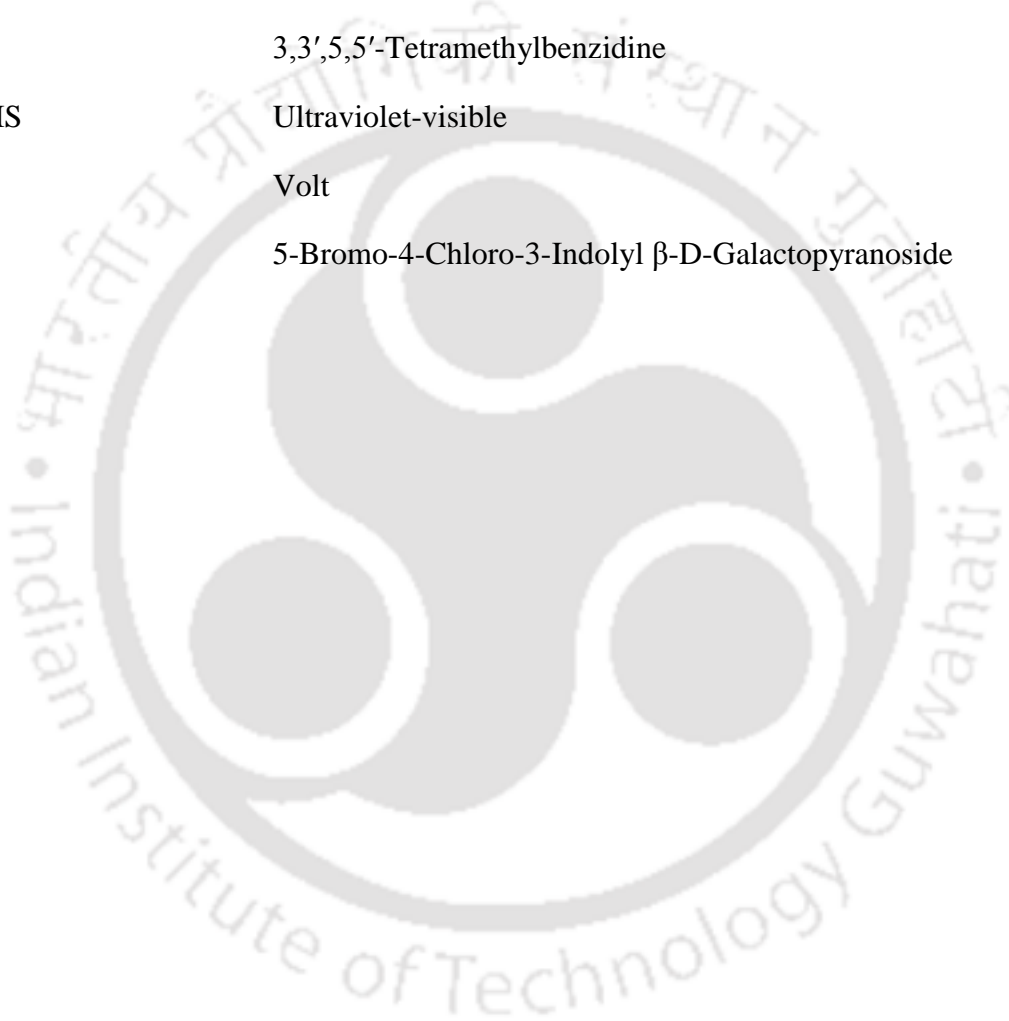 3,3′,5,5′-Tetramethylbenzidine
IS Ultraviolet-visible
Volt
5-Bromo-4-Chloro-3-Indolyl β-D-Galactopyranoside
भारतीय प्रौद्योगिकी संस्थान गुवाहाटी
Indian Institute of Technology Guwahati